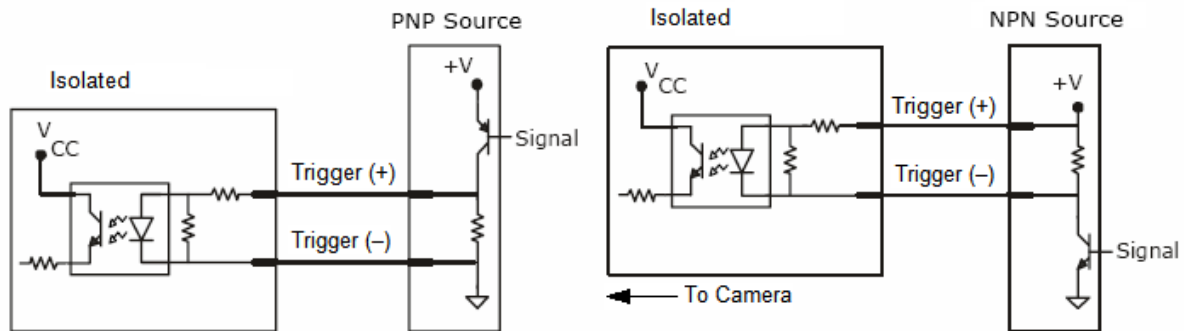 PNP Source
+V
Isolated
V
CC
Signal
Trigger (+)
Trigger (–)
Isolated
NPN Source
V
CC
+V
Trigger (+)
Trigger (–)
Signal
To Camera